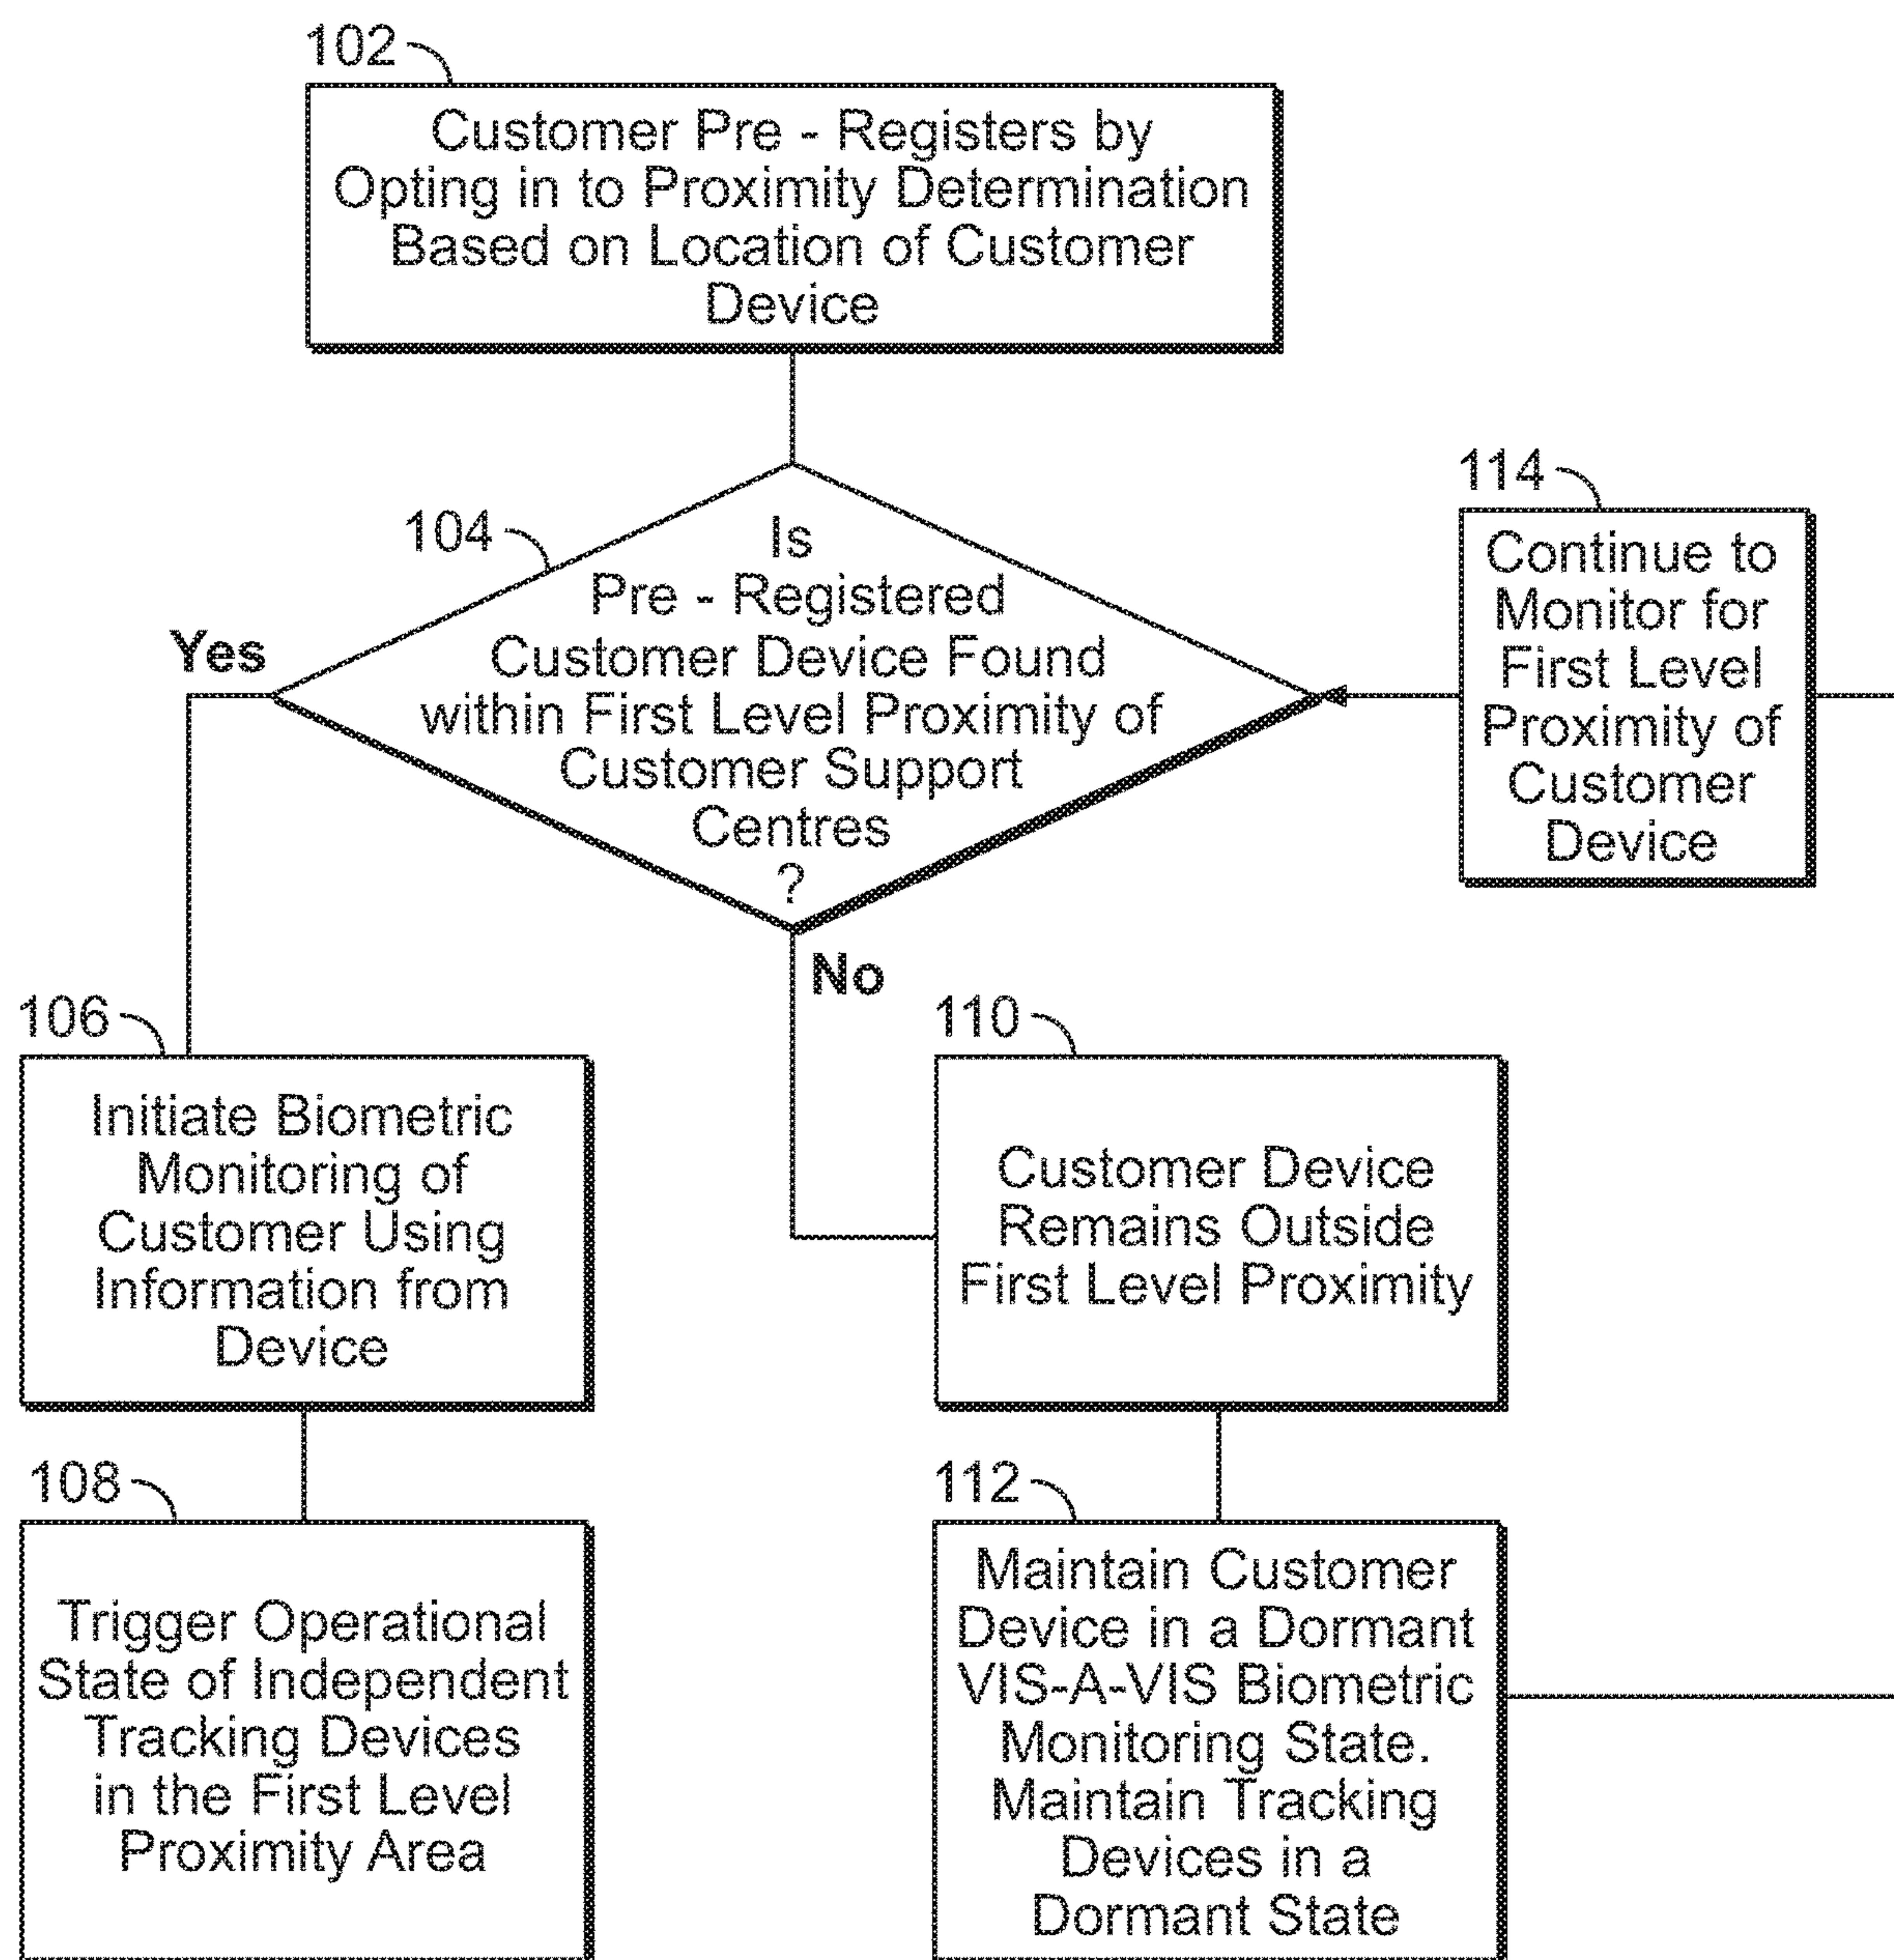 102
Customer Pre - Registers by
Opting in to Proximity Determination
Based on Location of Customer
Device
104
Is
Pre - Registered
Customer Device Found
within First Level Proximity of
Customer Support
Centres
?
Yes
No
114
Continue to
Monitor for
First Level
Proximity of
Customer
Device
106
Initiate Biometric
Monitoring of
Customer Using
Information from
Device
110
Customer Device
Remains Outside
First Level Proximity
108
Trigger Operational
State of Independent
Tracking Devices
in the First Level
Proximity Area
112
Maintain Customer
Device in a Dormant
VIS-A-VIS Biometric
Monitoring State.
Maintain Tracking
Devices in a
Dormant State